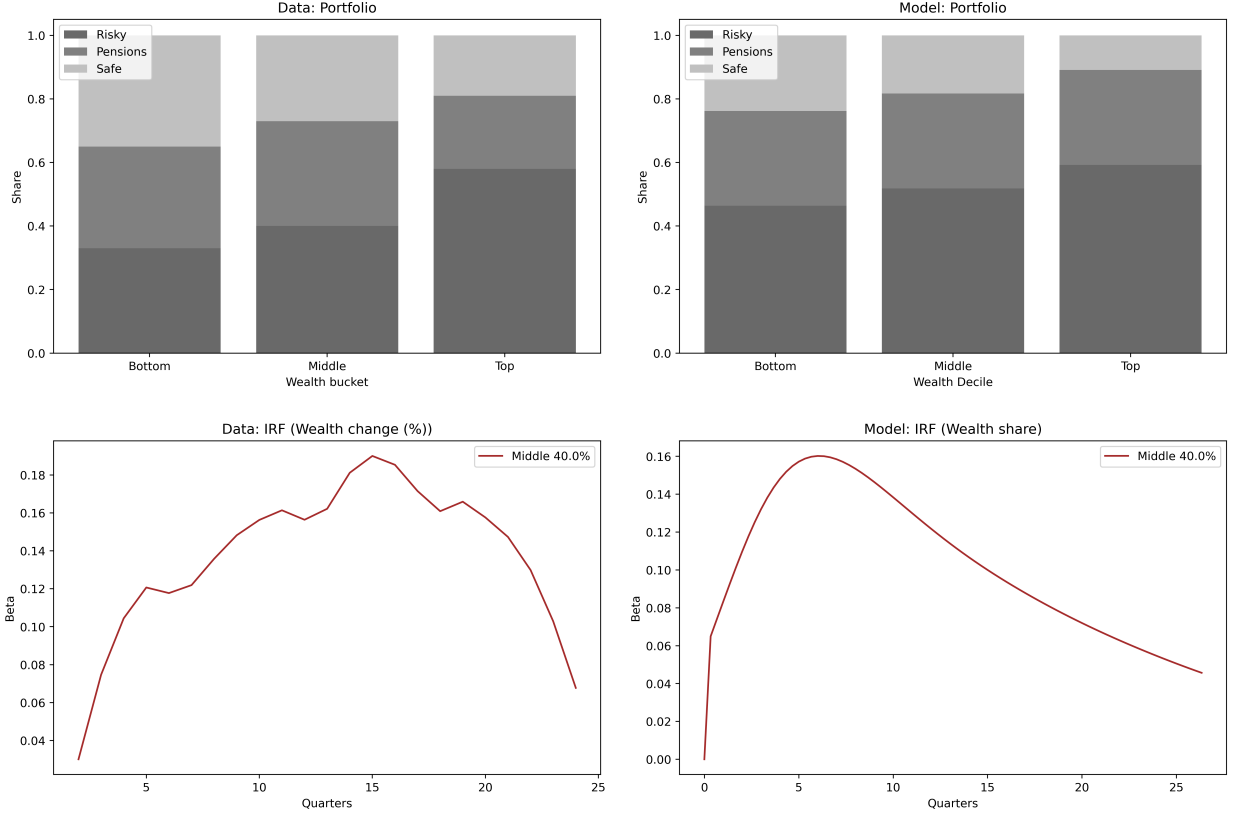 Data: Portfolio
Risky
Pensions
Safe
1.0
0.8
0.6
0.4
0.2
0.0
Share
Bottom Middle Top
Wealth bucket
Model: Portfolio
Risky
Pensions
Safe
1.0
0.8
0.6
0.4
0.2
0.0
Share
Bottom Middle Top
Wealth Decile
Data: IRF (Wealth change (%))
Middle 40.0%
0.18
0.16
0.14
0.12
0.10
0.08
0.06
0.04
Beta
5 10 15 20 25
Quarters
Model: IRF (Wealth share)
Middle 40.0%
0.16
0.14
0.12
0.10
0.08
0.06
0.04
0.02
0.00
Beta
0 5 10 15 20 25
Quarters